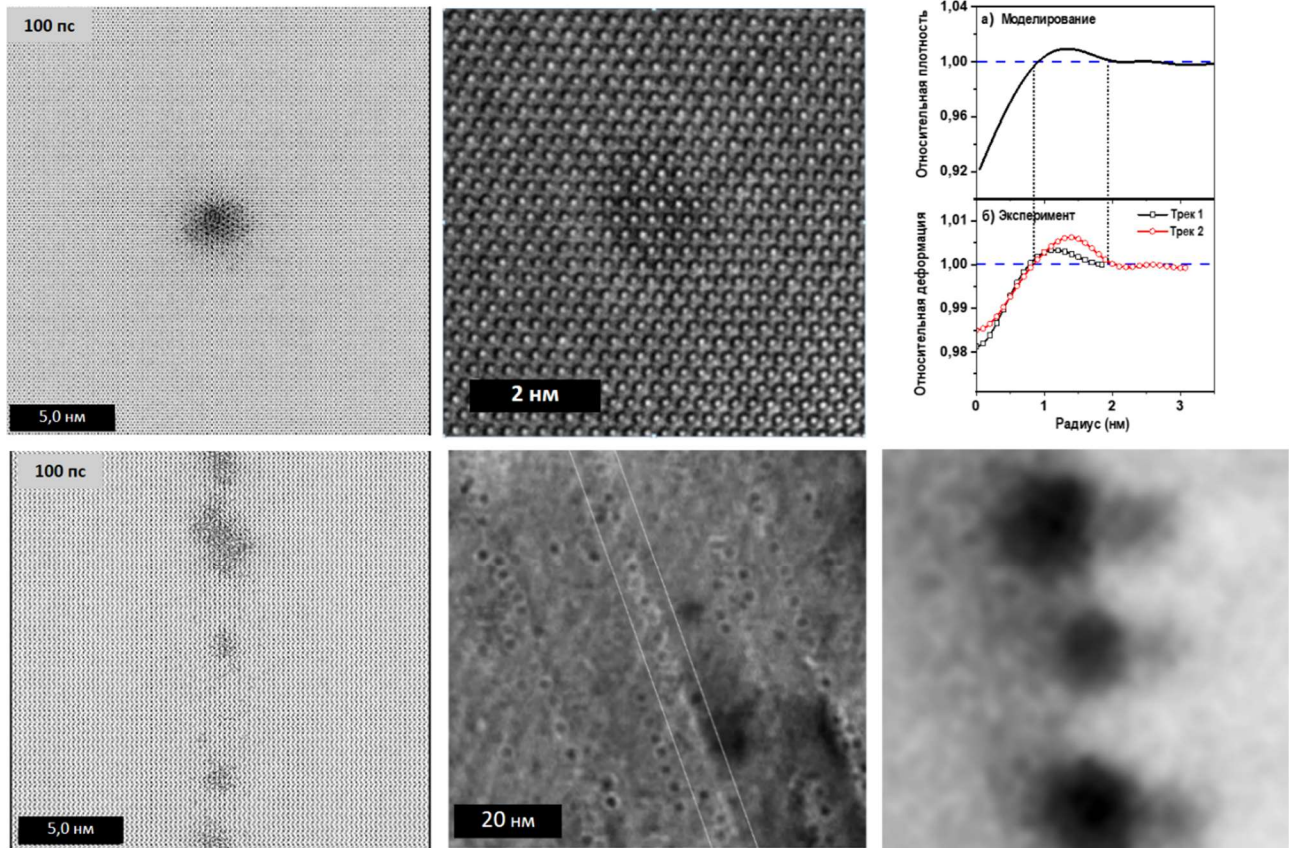 100 пс
5,0 нм
2 нм
а) Моделирование
Относительная плотность
1,04
1,00
0,96
0,92
б) Эксперимент
Трек 1
Трек 2
Относительная деформация
1,01
1,00
0,99
0,98
0 1 2 3
Радиус (нм)
100 пс
5,0 нм
20 нм